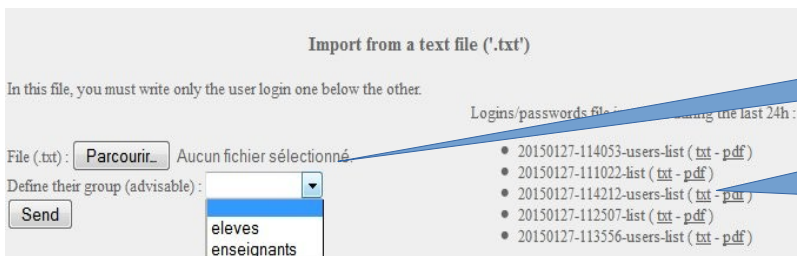 Import from a text file ('.txt')
In this file, you must write only the user login one below the other.
Logins/passwords file during the last 24h :
File (.txt) : Parcourir... Aucun fichier sélectionné.
Define their group (advisable) :
Send
eleves
enseignants
20150127-114053-users-list ( txt - pdf )
20150127-111022-list ( txt - pdf )
20150127-114212-users-list ( txt - pdf )
20150127-112507-list ( txt - pdf )
20150127-113556-users-list ( txt - pdf )